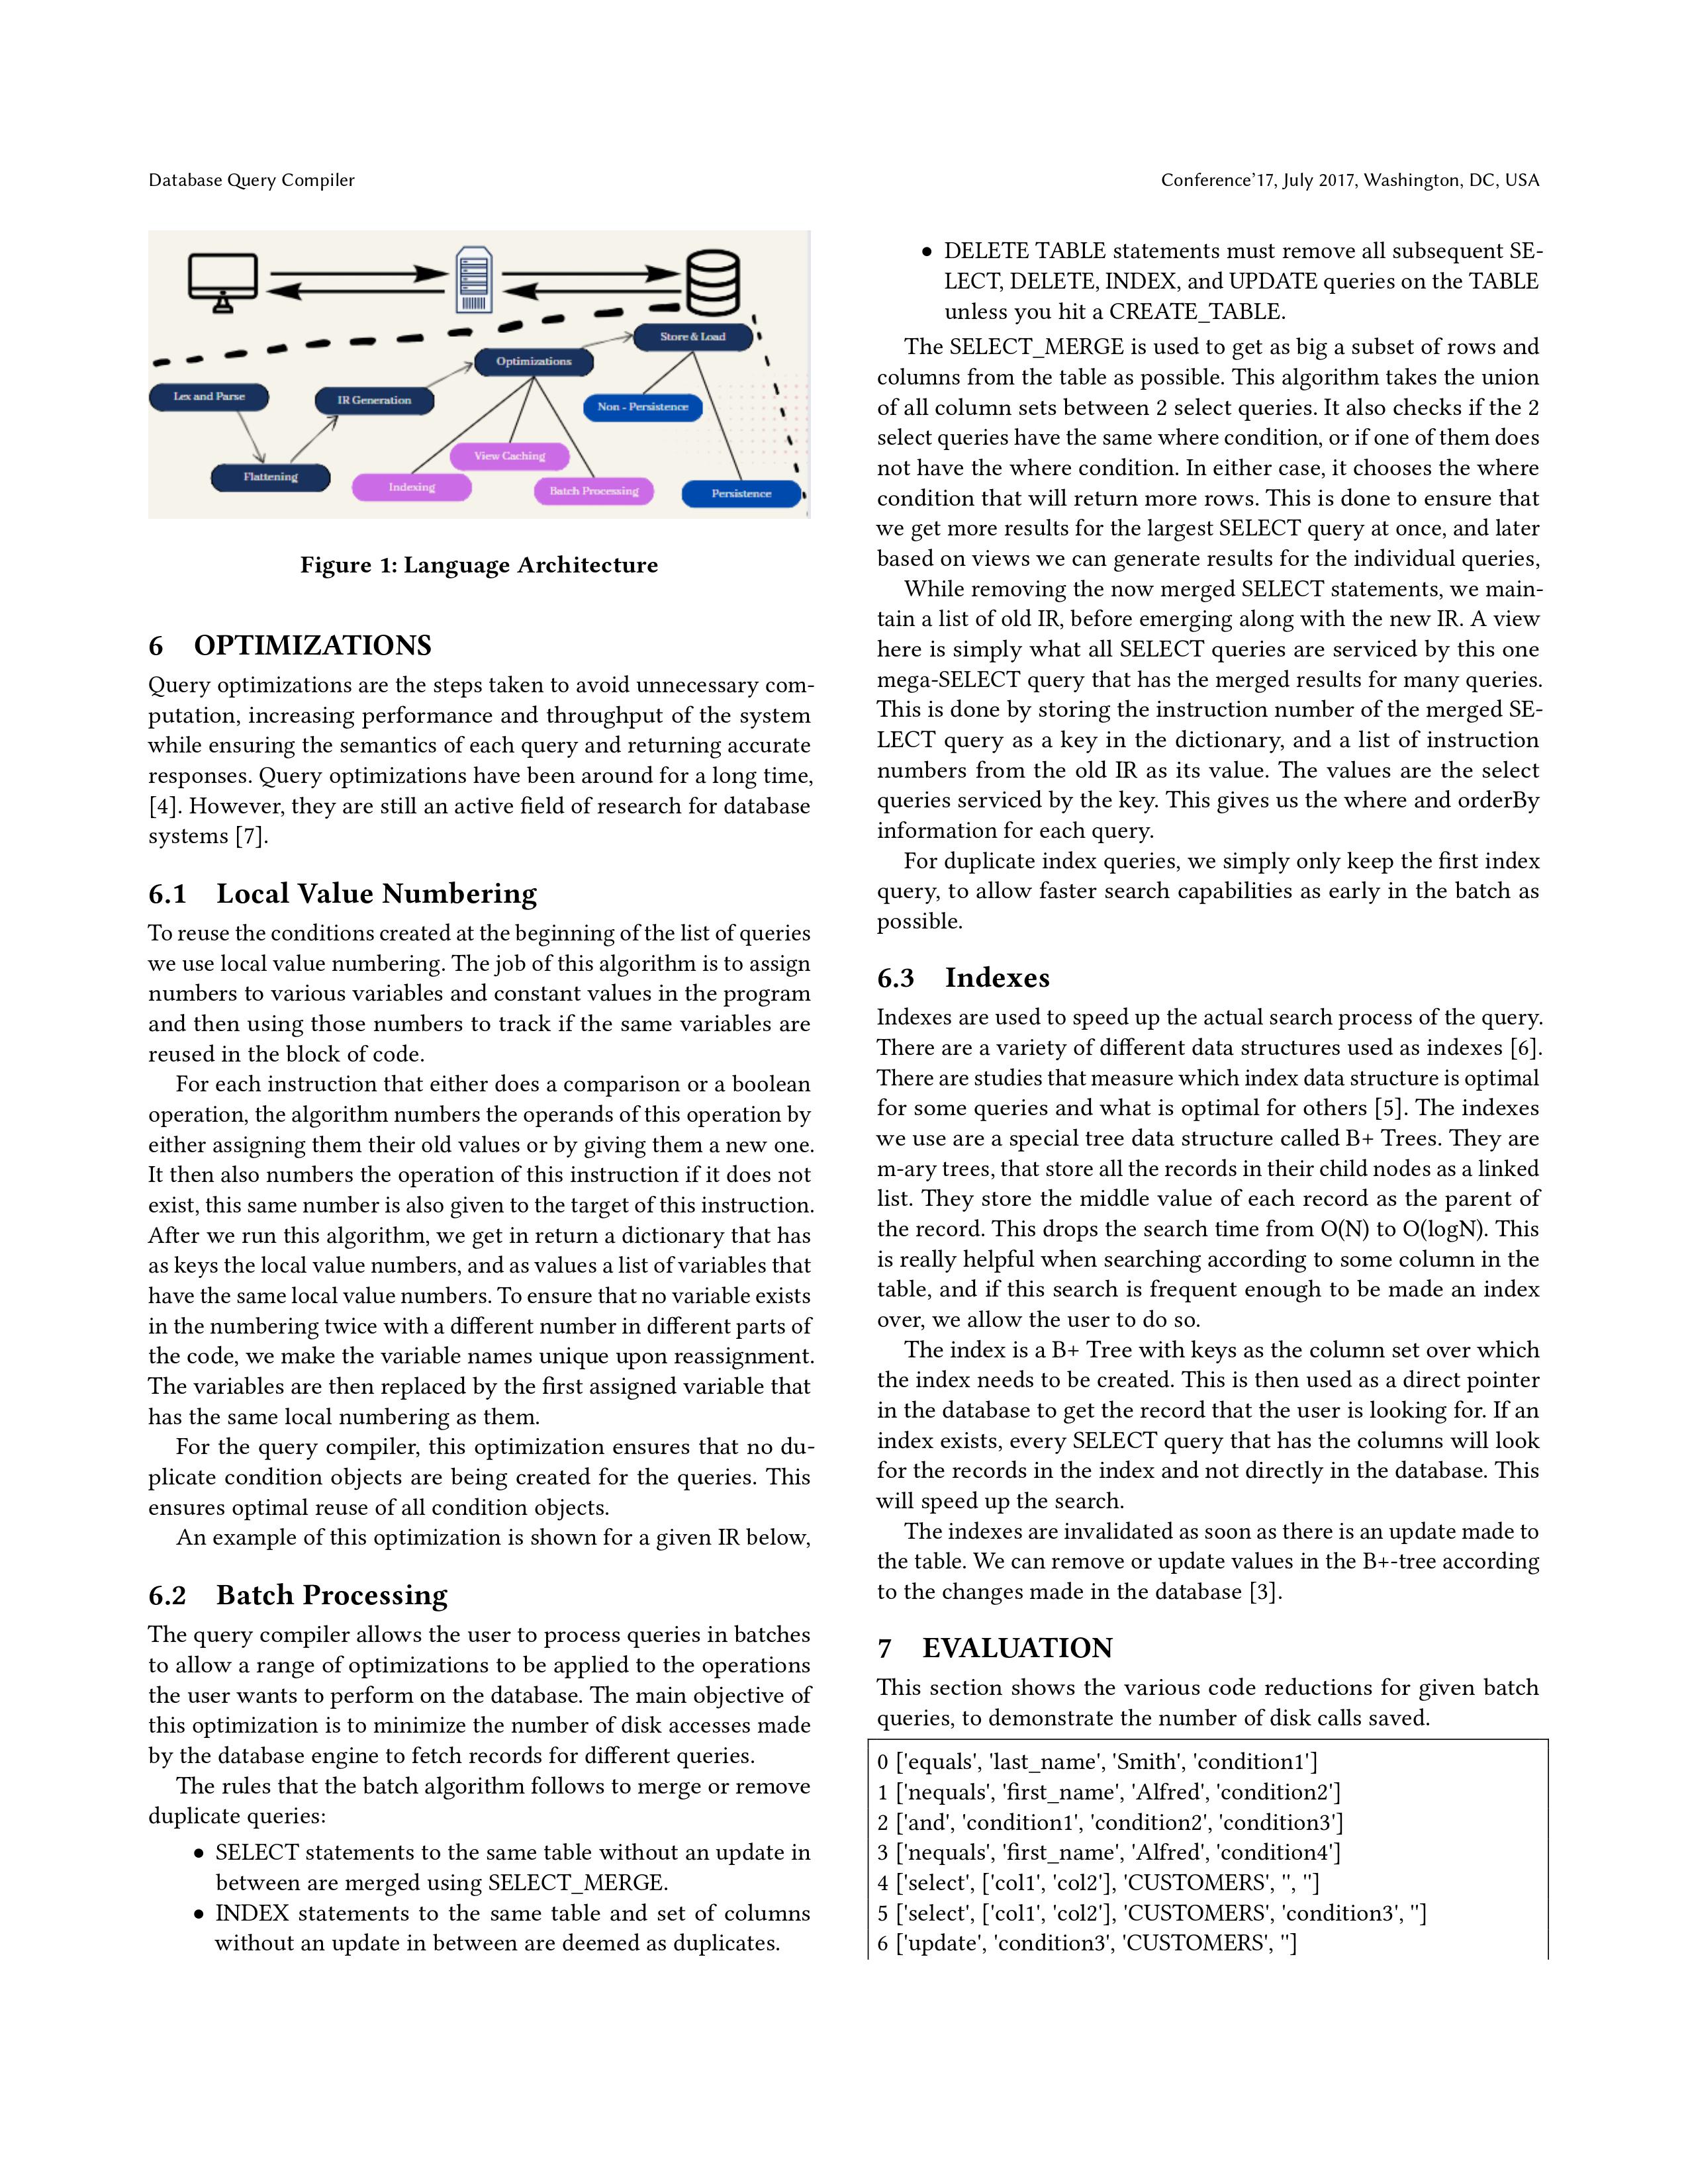 Database Query Compiler
Conference'17, July 2017, Washington, DC, USA
Store & Load
Optimizations
Lex and Parse
IR Generation
Non - Persistence
View Caching
Flattening
Indexing
Batch Processing
Persistence
Figure 1: Language Architecture
6 OPTIMIZATIONS
Query optimizations are the steps taken to avoid unnecessary com-
putation, increasing performance and throughput of the system
while ensuring the semantics of each query and returning accurate
responses. Query optimizations have been around for a long time,
[4]. However, they are still an active field of research for database
systems [7].
6.1 Local Value Numbering
To reuse the conditions created at the beginning of the list of queries
we use local value numbering. The job of this algorithm is to assign
numbers to various variables and constant values in the program
and then using those numbers to track if the same variables are
reused in the block of code.
For each instruction that either does a comparison or a boolean
operation, the algorithm numbers the operands of this operation by
either assigning them their old values or by giving them a new one.
It then also numbers the operation of this instruction if it does not
exist, this same number is also given to the target of this instruction.
After we run this algorithm, we get in return a dictionary that has
as keys the local value numbers, and as values a list of variables that
have the same local value numbers. To ensure that no variable exists
in the numbering twice with a different number in different parts of
the code, we make the variable names unique upon reassignment.
The variables are then replaced by the first assigned variable that
has the same local numbering as them.
For the query compiler, this optimization ensures that no du-
plicate condition objects are being created for the queries. This
ensures optimal reuse of all condition objects.
An example of this optimization is shown for a given IR below,
6.2 Batch Processing
The query compiler allows the user to process queries in batches
to allow a range of optimizations to be applied to the operations
the user wants to perform on the database. The main objective of
this optimization is to minimize the number of disk accesses made
by the database engine to fetch records for different queries.
The rules that the batch algorithm follows to merge or remove
duplicate queries:
• SELECT statements to the same table without an update in
between are merged using SELECT_MERGE.
• INDEX statements to the same table and set of columns
without an update in between are deemed as duplicates.
• DELETE TABLE statements must remove all subsequent SE-
LECT, DELETE, INDEX, and UPDATE queries on the TABLE
unless you hit a CREATE_TABLE.
The SELECT_MERGE is used to get as big a subset of rows and
columns from the table as possible. This algorithm takes the union
of all column sets between 2 select queries. It also checks if the 2
select queries have the same where condition, or if one of them does
not have the where condition. In either case, it chooses the where
condition that will return more rows. This is done to ensure that
we get more results for the largest SELECT query at once, and later
based on views we can generate results for the individual queries,
While removing the now merged SELECT statements, we main-
tain a list of old IR, before emerging along with the new IR. A view
here is simply what all SELECT queries are serviced by this one
mega-SELECT query that has the merged results for many queries.
This is done by storing the instruction number of the merged SE-
LECT query as a key in the dictionary, and a list of instruction
numbers from the old IR as its value. The values are the select
queries serviced by the key. This gives us the where and orderBy
information for each query.
For duplicate index queries, we simply only keep the first index
query, to allow faster search capabilities as early in the batch as
possible.
6.3 Indexes
Indexes are used to speed up the actual search process of the query.
There are a variety of different data structures used as indexes [6].
There are studies that measure which index data structure is optimal
for some queries and what is optimal for others [5]. The indexes
we use are a special tree data structure called B+ Trees. They are
m-ary trees, that store all the records in their child nodes as a linked
list. They store the middle value of each record as the parent of
the record. This drops the search time from O(N) to O(logN). This
is really helpful when searching according to some column in the
table, and if this search is frequent enough to be made an index
over, we allow the user to do so.
The index is a B+ Tree with keys as the column set over which
the index needs to be created. This is then used as a direct pointer
in the database to get the record that the user is looking for. If an
index exists, every SELECT query that has the columns will look
for the records in the index and not directly in the database. This
will speed up the search.
The indexes are invalidated as soon as there is an update made to
the table. We can remove or update values in the B+-tree according
to the changes made in the database [3].
7 EVALUATION
This section shows the various code reductions for given batch
queries, to demonstrate the number of disk calls saved.
0 ['equals', 'last_name', 'Smith', 'condition1']
1 ['nequals', 'first_name', 'Alfred', 'condition2']
2 ['and', 'condition1', 'condition2', 'condition3']
3 ['nequals', 'first_name', 'Alfred', 'condition4']
4 ['select', ['col1', 'col2'], 'CUSTOMERS', '', '']
5 ['select', ['col1', 'col2'], 'CUSTOMERS', 'condition3', '']
6 ['update', 'condition3', 'CUSTOMERS', '']